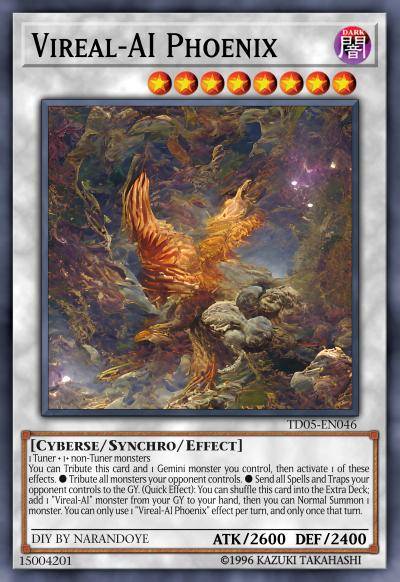 VIREAL-AI PHOENIX
DARK
闇
TD05-EN046
[CYBERSE/SYNCHRO/EFFECT]
1 Tuner + 1+ non-Tuner monsters
You can Tribute this card and 1 Gemini monster you control, then activate 1 of these
effects. ● Tribute all monsters your opponent controls. ● Send all Spells and Traps your
opponent controls to the GY. (Quick Effect): You can shuffle this card into the Extra Deck;
add 1 "Vireal-AI" monster from your GY to your hand, then you can Normal Summon 1
monster. You can only use 1 "Vireal-AI Phoenix" effect per turn, and only once that turn.
DIY BY NARANDOYE ATK/2600 DEF/2400
15004201 ©1996 KAZUKI TAKAHASHI